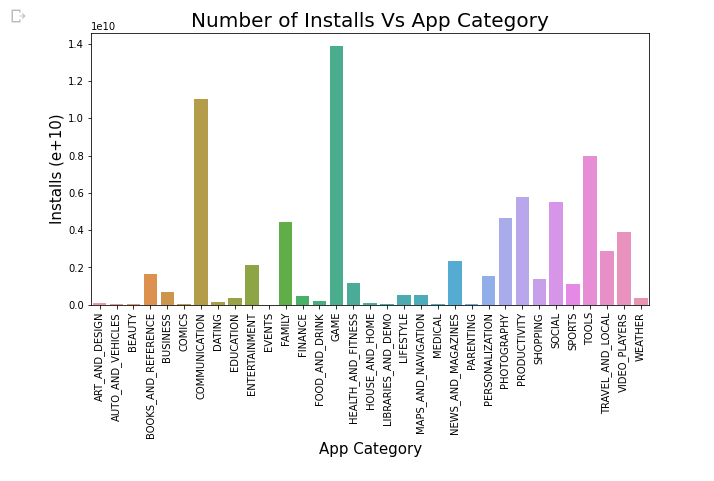 Number of Installs Vs App Category
1e10
1.4
1.2
1.0
0.8
0.6
0.4
0.2
0.0
Installs (e+10)
ART_AND_DESIGN
AUTO_AND_VEHICLES
BEAUTY
BOOKS_AND_REFERENCE
BUSINESS
COMICS
COMMUNICATION
DATING
EDUCATION
ENTERTAINMENT
EVENTS
FAMILY
FINANCE
FOOD_AND_DRINK
GAME
HEALTH_AND_FITNESS
HOUSE_AND_HOME
LIBRARIES_AND_DEMO
LIFESTYLE
MAPS_AND_NAVIGATION
MEDICAL
NEWS_AND_MAGAZINES
PARENTING
PERSONALIZATION
PHOTOGRAPHY
PRODUCTIVITY
SHOPPING
SOCIAL
SPORTS
TOOLS
TRAVEL_AND_LOCAL
VIDEO_PLAYERS
WEATHER
App Category